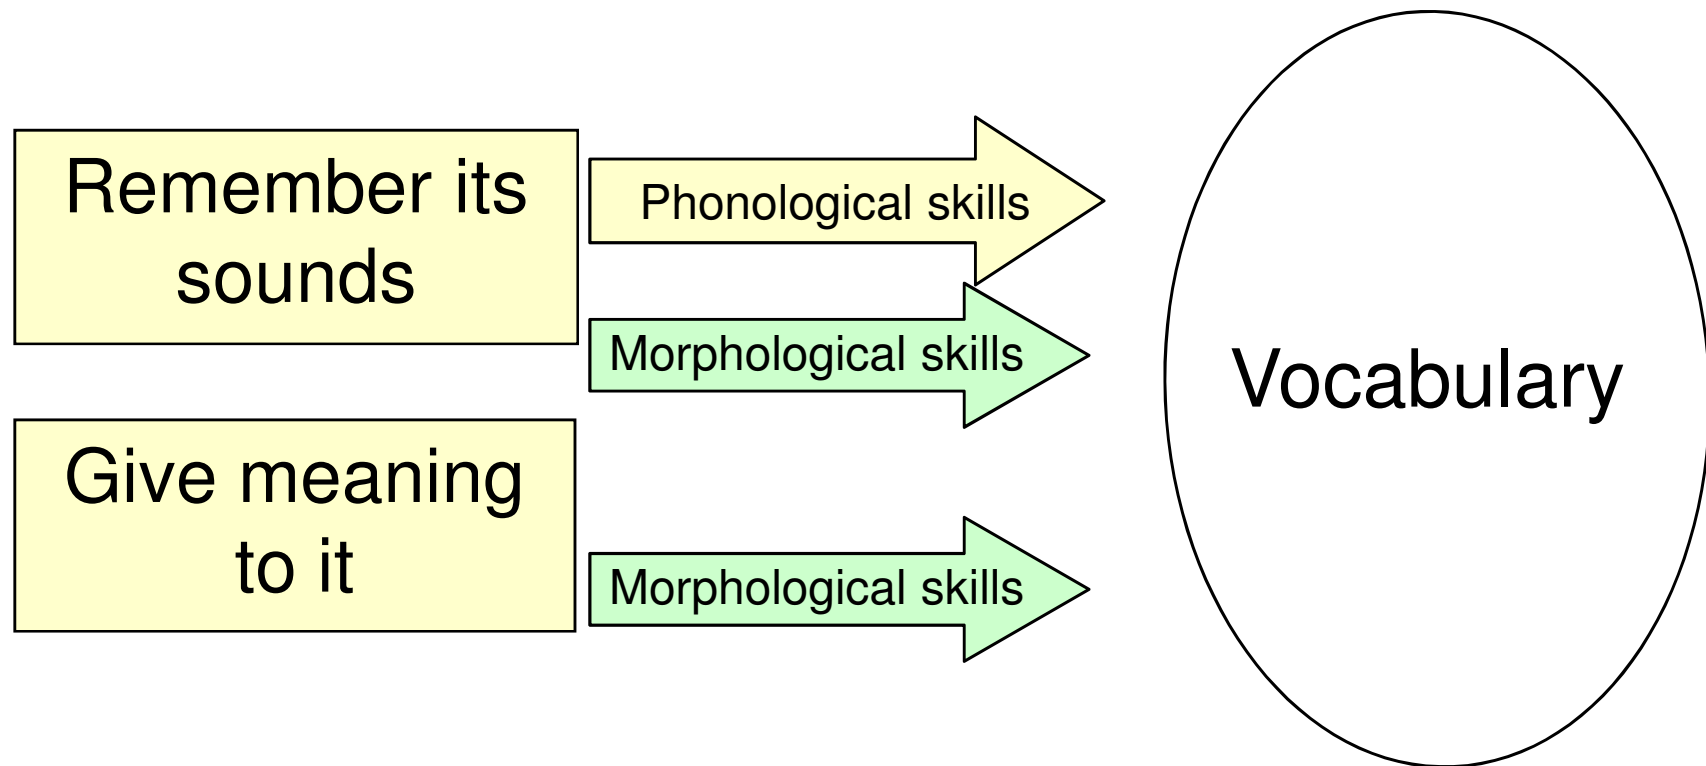 Remember its
sounds
Phonological skills
Morphological skills
Give meaning
to it
Morphological skills
Vocabulary